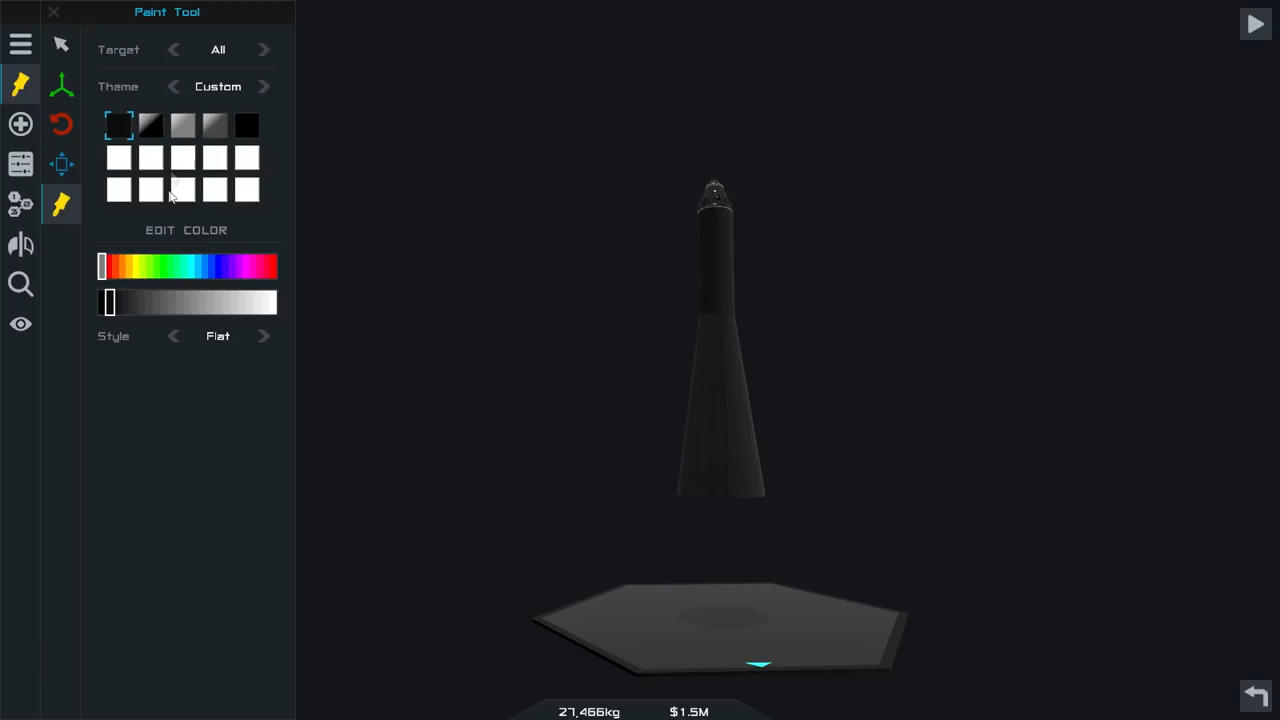 Paint Tool
Target All
Theme Custom
EDIT COLOR
Style Flat
27,466kg $1.5M